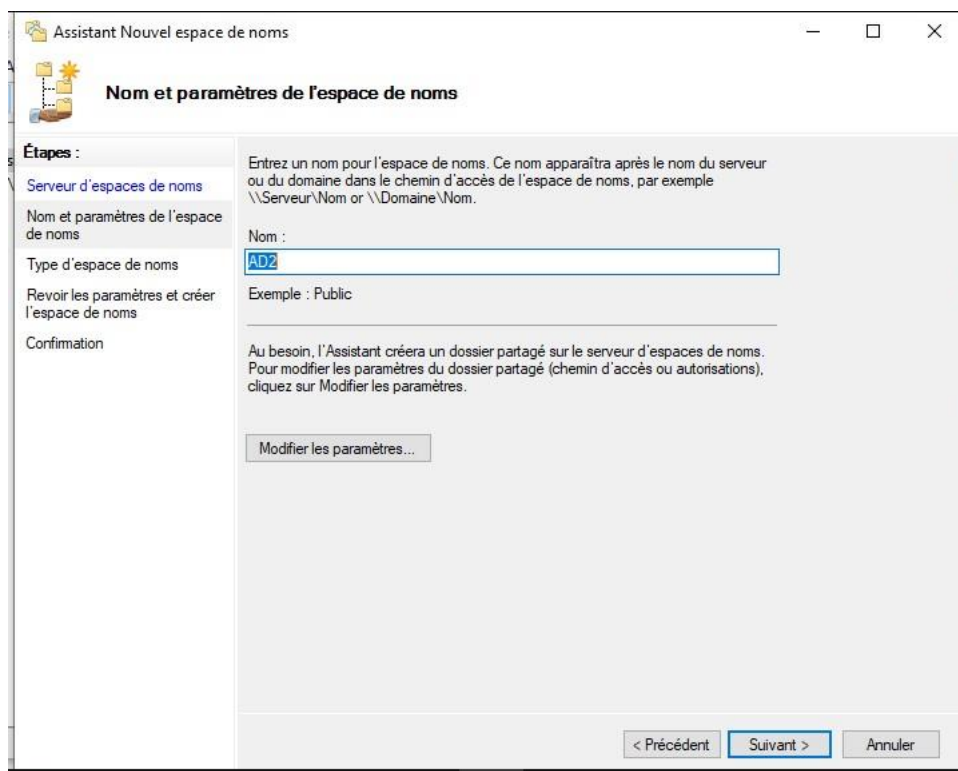 Assistant Nouvel espace de noms
Nom et paramètres de l'espace de noms
Étapes :
Serveur d'espaces de noms
Nom et paramètres de l'espace
de noms
Type d'espace de noms
Revoir les paramètres et créer
l'espace de noms
Confirmation
Entrez un nom pour l'espace de noms. Ce nom apparaîtra après le nom du serveur
ou du domaine dans le chemin d'accès de l'espace de noms, par exemple
\\Serveur\Nom or \\Domaine\Nom.
Nom :
AD2
Exemple : Public
Au besoin, l'Assistant créera un dossier partagé sur le serveur d'espaces de noms.
Pour modifier les paramètres du dossier partagé (chemin d'accès ou autorisations),
cliquez sur Modifier les paramètres.
Modifier les paramètres...
< Précédent
Suivant >
Annuler